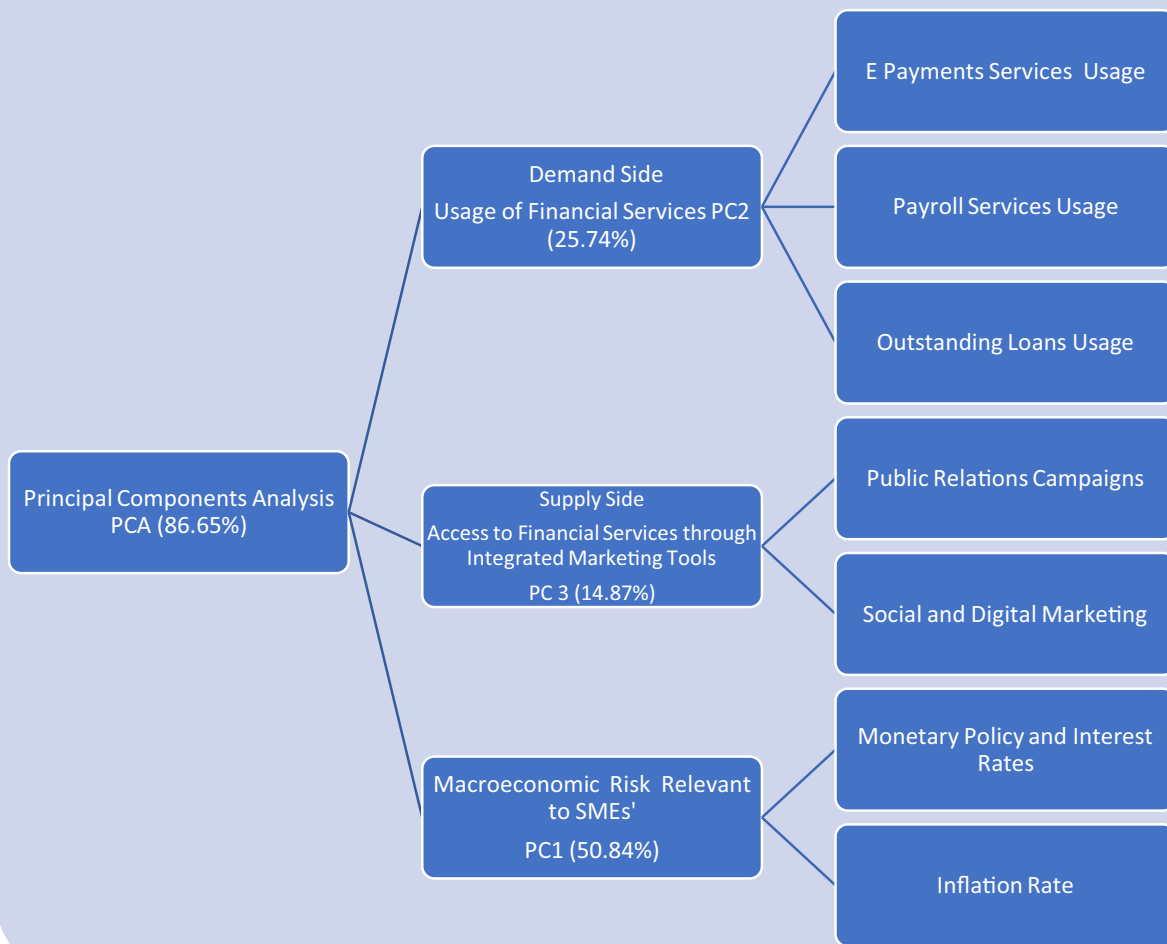 Principal Components Analysis
PCA (86.65%)
Demand Side
Usage of Financial Services PC2
(25.74%)
E Payments Services Usage
Payroll Services Usage
Outstanding Loans Usage
Supply Side
Access to Financial Services through
Integrated Marketing Tools
PC 3 (14.87%)
Public Relations Campaigns
Social and Digital Marketing
Macroeconomic Risk Relevant
to SMEs'
PC1 (50.84%)
Monetary Policy and Interest
Rates
Inflation Rate